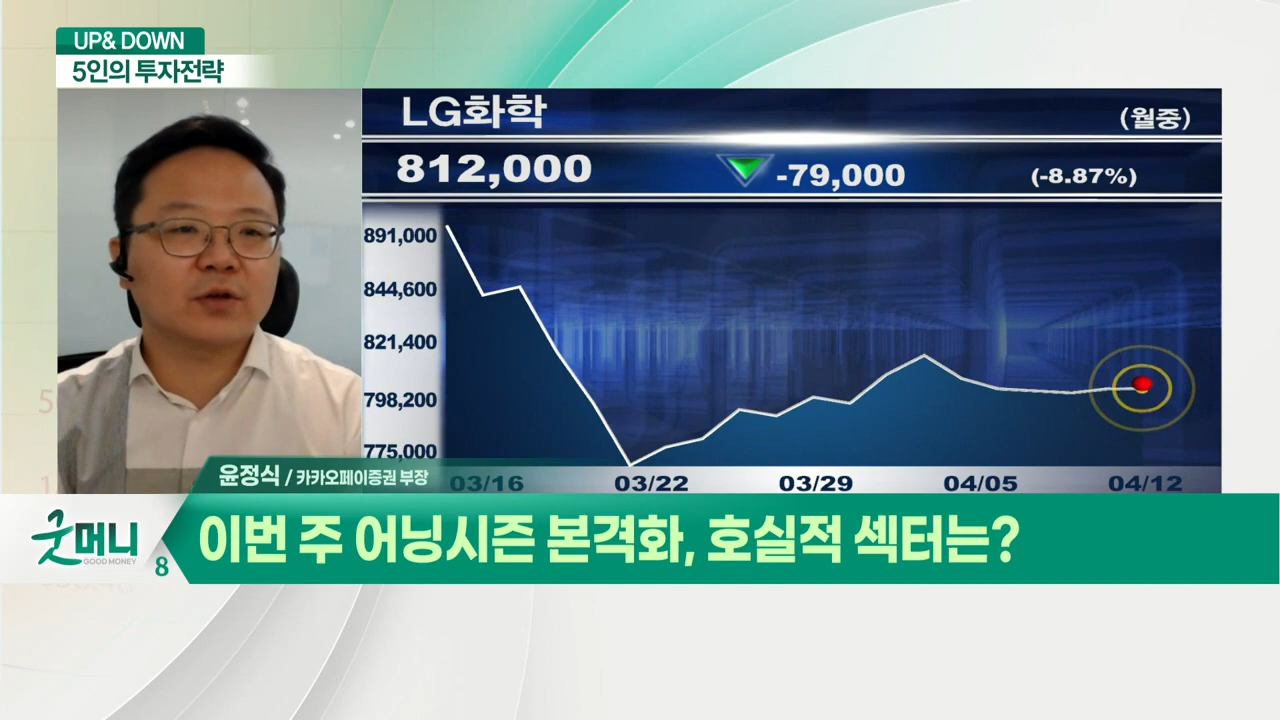 UP& DOWN
5인의 투자전략
LG화학
(월중)
812,000
-79,000
(-8.87%)
891,000
844,600
821,400
798,200
775,000
03/16
03/22
03/29
04/05
04/12
윤정식 / 카카오페이증권 부장
굿머니
GOOD MONEY
8
이번 주 어닝시즌 본격화, 호실적 섹터는?